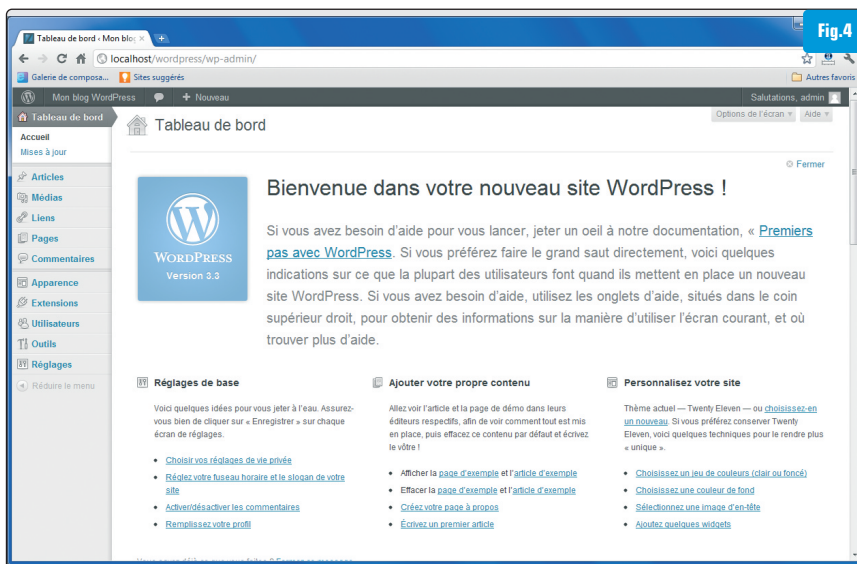 Fig.4
Tableau de bord ‹ Mon blog
localhost/wordpress/wp-admin/
Galerie de composa... Sites suggérés Autres favoris
Mon blog WordPress + Nouveau Salutations, admin
Tableau de bord
Accueil
Mises à jour
Articles
Médias
Liens
Pages
Commentaires
Apparence
Extensions
Utilisateurs
Outils
Réglages
Réduire le menu
Options de l'écran Aide
Tableau de bord
Fermer
WORDPRESS
Version 3.3
Bienvenue dans votre nouveau site WordPress !
Si vous avez besoin d'aide pour vous lancer, jeter un oeil à notre documentation, « Premiers
pas avec WordPress. Si vous préférez faire le grand saut directement, voici quelques
indications sur ce que la plupart des utilisateurs font quand ils mettent en place un nouveau
site WordPress. Si vous avez besoin d'aide, utilisez les onglets d'aide, situés dans le coin
supérieur droit, pour obtenir des informations sur la manière d'utiliser l'écran courant, et où
trouver plus d'aide.
Réglages de base
Voici quelques idées pour vous jeter à l'eau. Assurez-
vous bien de cliquer sur « Enregistrer » sur chaque
écran de réglages.
• Choisir vos réglages de vie privée
• Réglez votre fuseau horaire et le slogan de votre
site
• Activer/désactiver les commentaires
• Remplissez votre profil
Ajouter votre propre contenu
Allez voir l'article et la page de démo dans leurs
éditeurs respectifs, afin de voir comment tout est mis
en place, puis effacez ce contenu par défaut et écrivez
le vôtre !
• Afficher la page d'exemple et l'article d'exemple
• Effacer la page d'exemple et l'article d'exemple
• Créez votre page à propos
• Écrivez un premier article
Personnalisez votre site
Thème actuel — Twenty Eleven — ou choisissez-en
un nouveau. Si vous préférez conserver Twenty
Eleven, voici quelques techniques pour le rendre plus
« unique ».
• Choisissez un jeu de couleurs (clair ou foncé)
• Choisissez une couleur de fond
• Sélectionnez une image d'en-tête
• Ajoutez quelques widgets